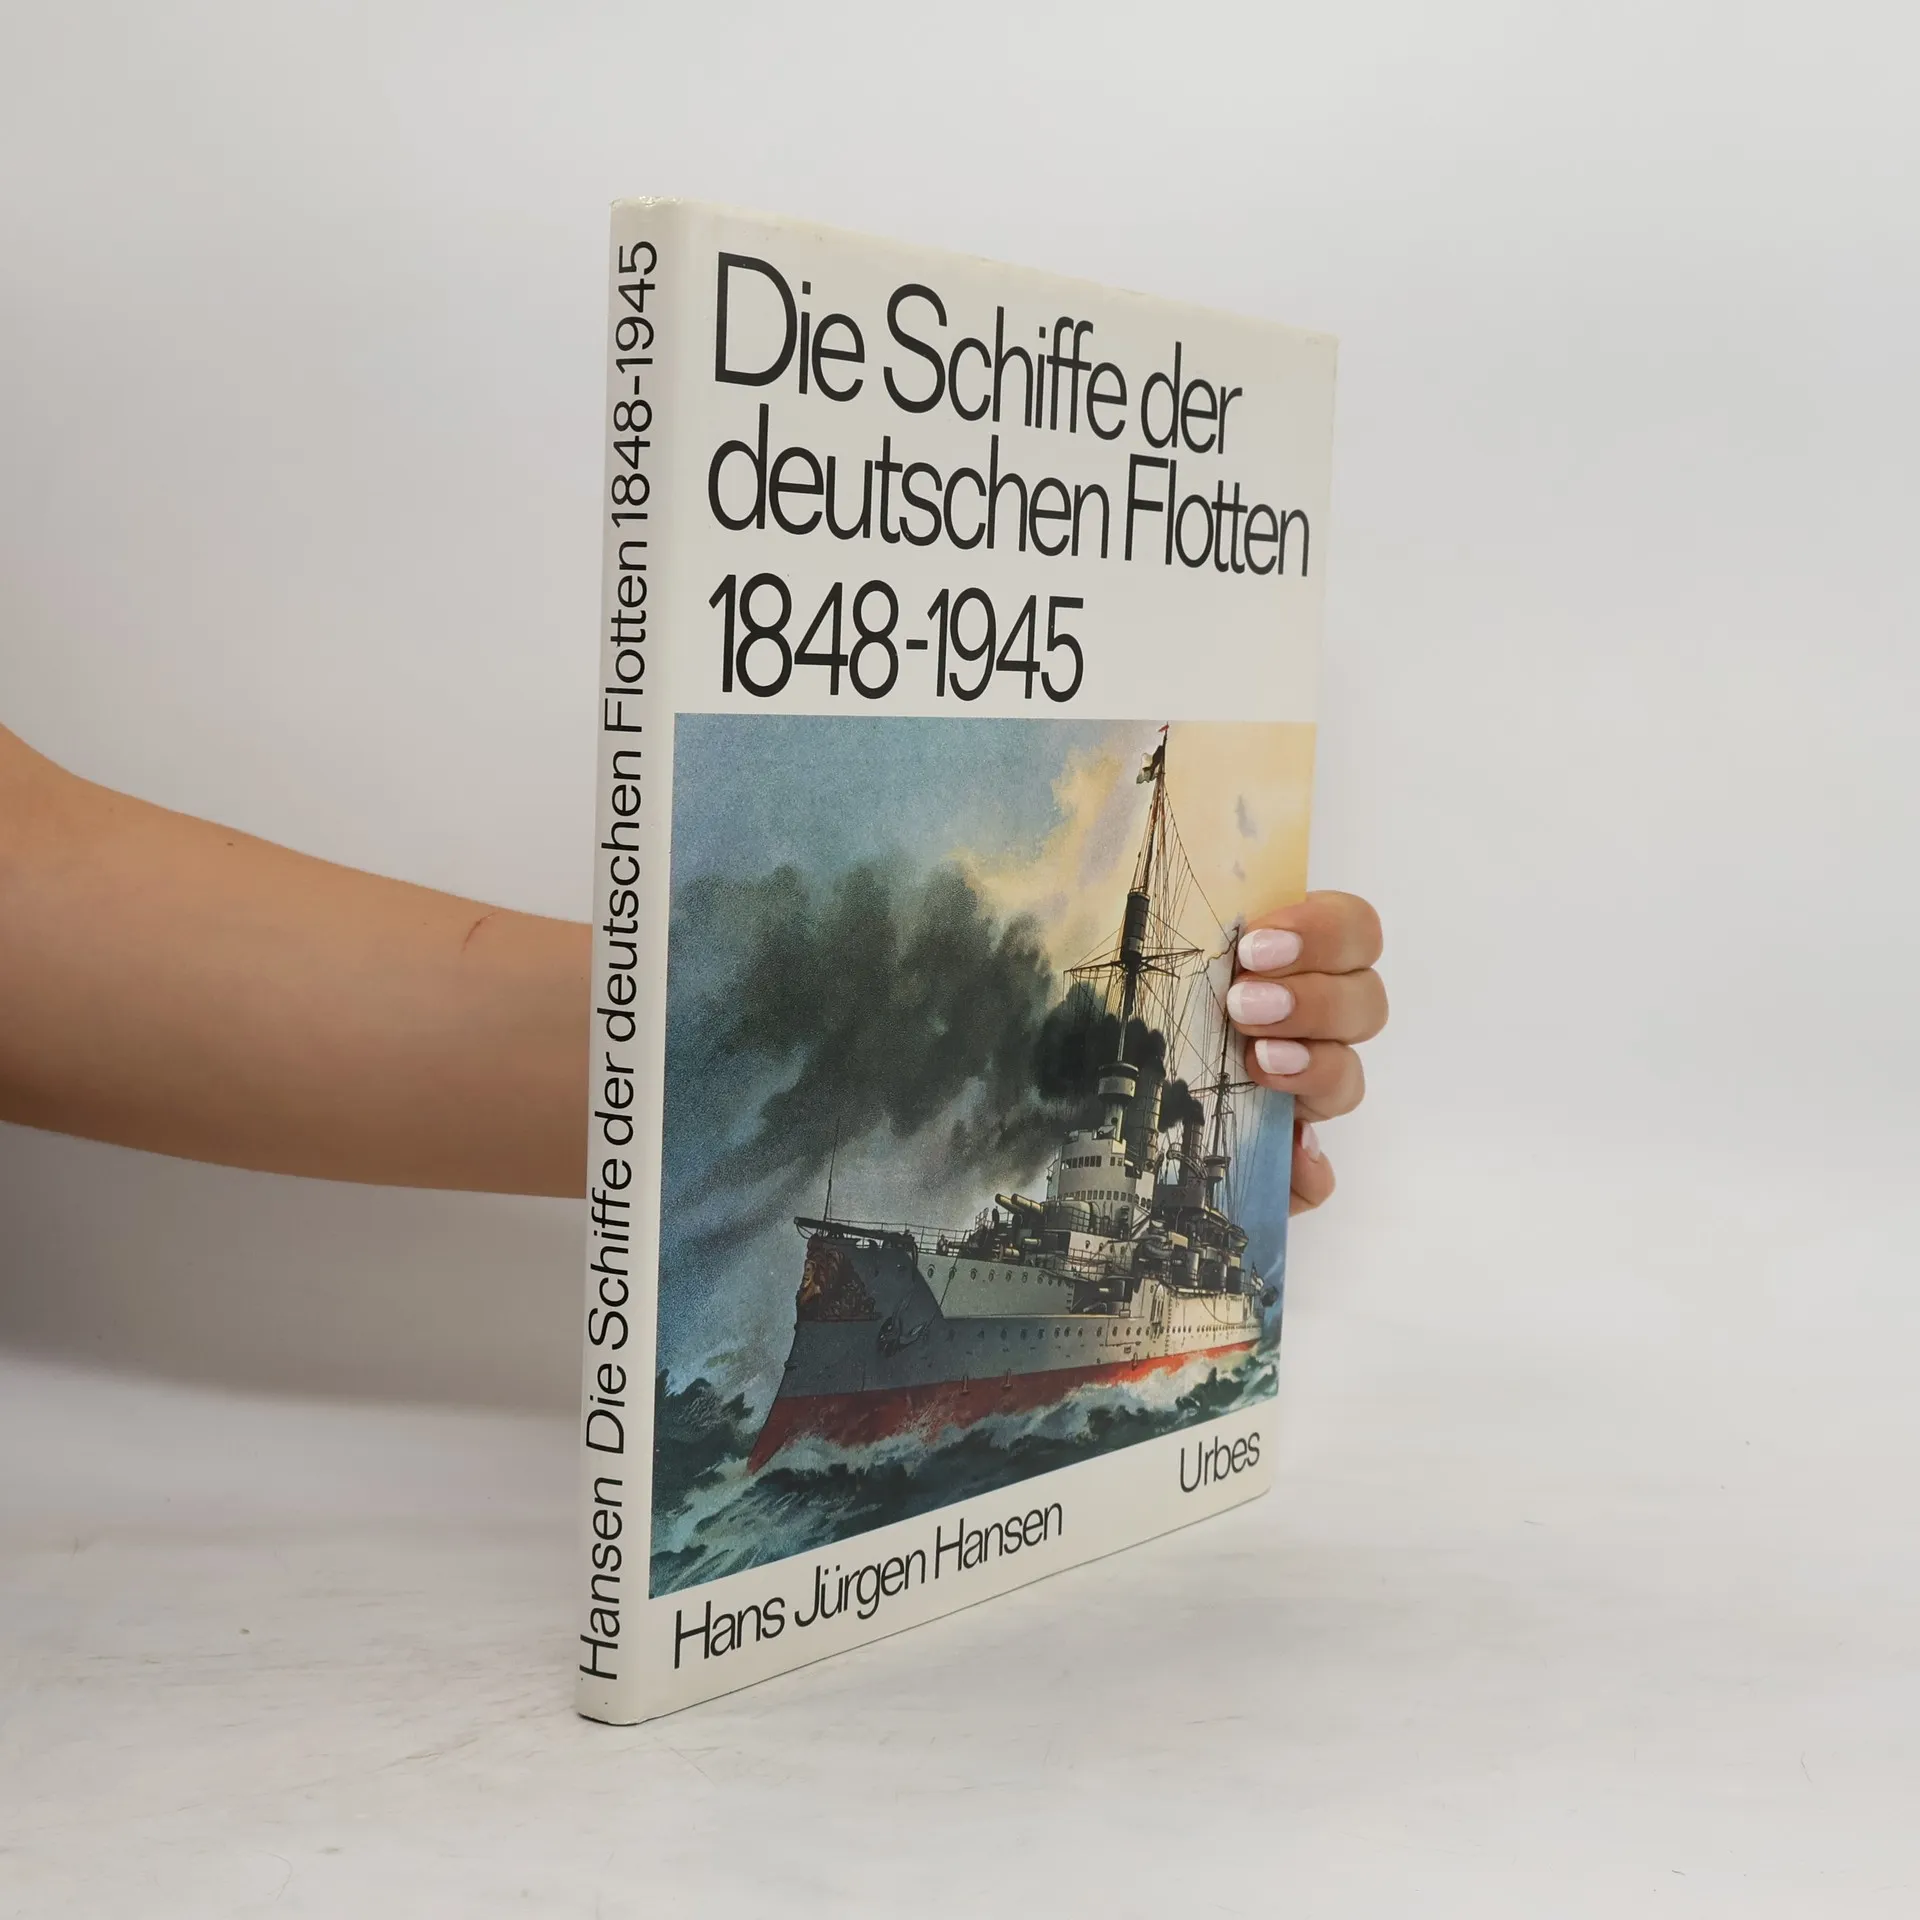 Hansen Die Schiffe der deutschen Flotten 1848-1945
Die Schiffe der
deutschen Flotten
1848-1945
Hans Jürgen Hansen
Urbes